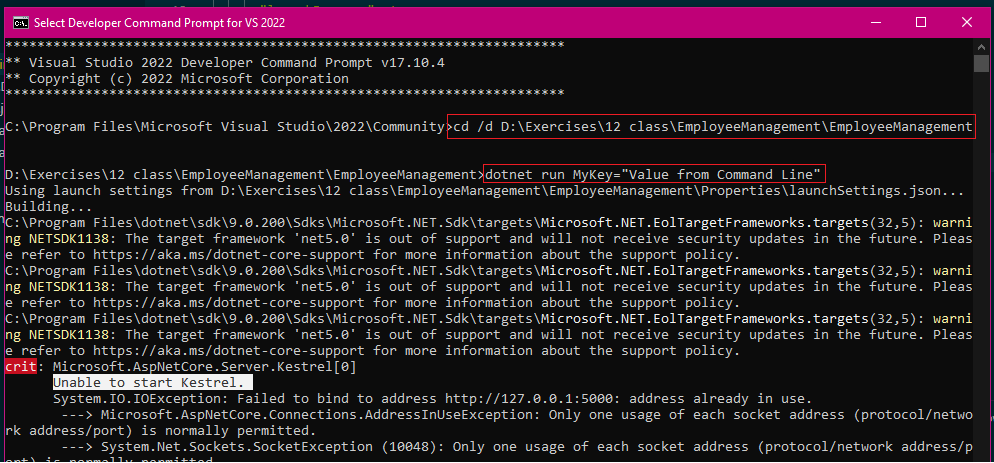 Select Developer Command Prompt for VS 2022
**********************************************************************
** Visual Studio 2022 Developer Command Prompt v17.10.4
** Copyright (c) 2022 Microsoft Corporation
**********************************************************************
C:\Program Files\Microsoft Visual Studio\2022\Community>cd /d D:\Exercises\12 class\EmployeeManagement\EmployeeManagement
D:\Exercises\12 class\EmployeeManagement\EmployeeManagement>dotnet run MyKey="Value from Command Line"
Using launch settings from D:\Exercises\12 class\EmployeeManagement\EmployeeManagement\Properties\launchSettings.json...
Building...
C:\Program Files\dotnet\sdk\9.0.200\Sdks\Microsoft.NET.Sdk\targets\Microsoft.NET.EolTargetFrameworks.targets(32,5): warni
ng NETSDK1138: The target framework 'net5.0' is out of support and will not receive security updates in the future. Pleas
e refer to https://aka.ms/dotnet-core-support for more information about the support policy.
C:\Program Files\dotnet\sdk\9.0.200\Sdks\Microsoft.NET.Sdk\targets\Microsoft.NET.EolTargetFrameworks.targets(32,5): warni
ng NETSDK1138: The target framework 'net5.0' is out of support and will not receive security updates in the future. Pleas
e refer to https://aka.ms/dotnet-core-support for more information about the support policy.
C:\Program Files\dotnet\sdk\9.0.200\Sdks\Microsoft.NET.Sdk\targets\Microsoft.NET.EolTargetFrameworks.targets(32,5): warni
ng NETSDK1138: The target framework 'net5.0' is out of support and will not receive security updates in the future. Pleas
e refer to https://aka.ms/dotnet-core-support for more information about the support policy.
crit: Microsoft.AspNetCore.Server.Kestrel[0]
Unable to start Kestrel.
System.IO.IOException: Failed to bind to address http://127.0.0.1:5000: address already in use.
---> Microsoft.AspNetCore.Connections.AddressInUseException: Only one usage of each socket address (protocol/netwo
rk address/port) is normally permitted.
---> System.Net.Sockets.SocketException (10048): Only one usage of each socket address (protocol/network address/p
ort) is normally permitted.